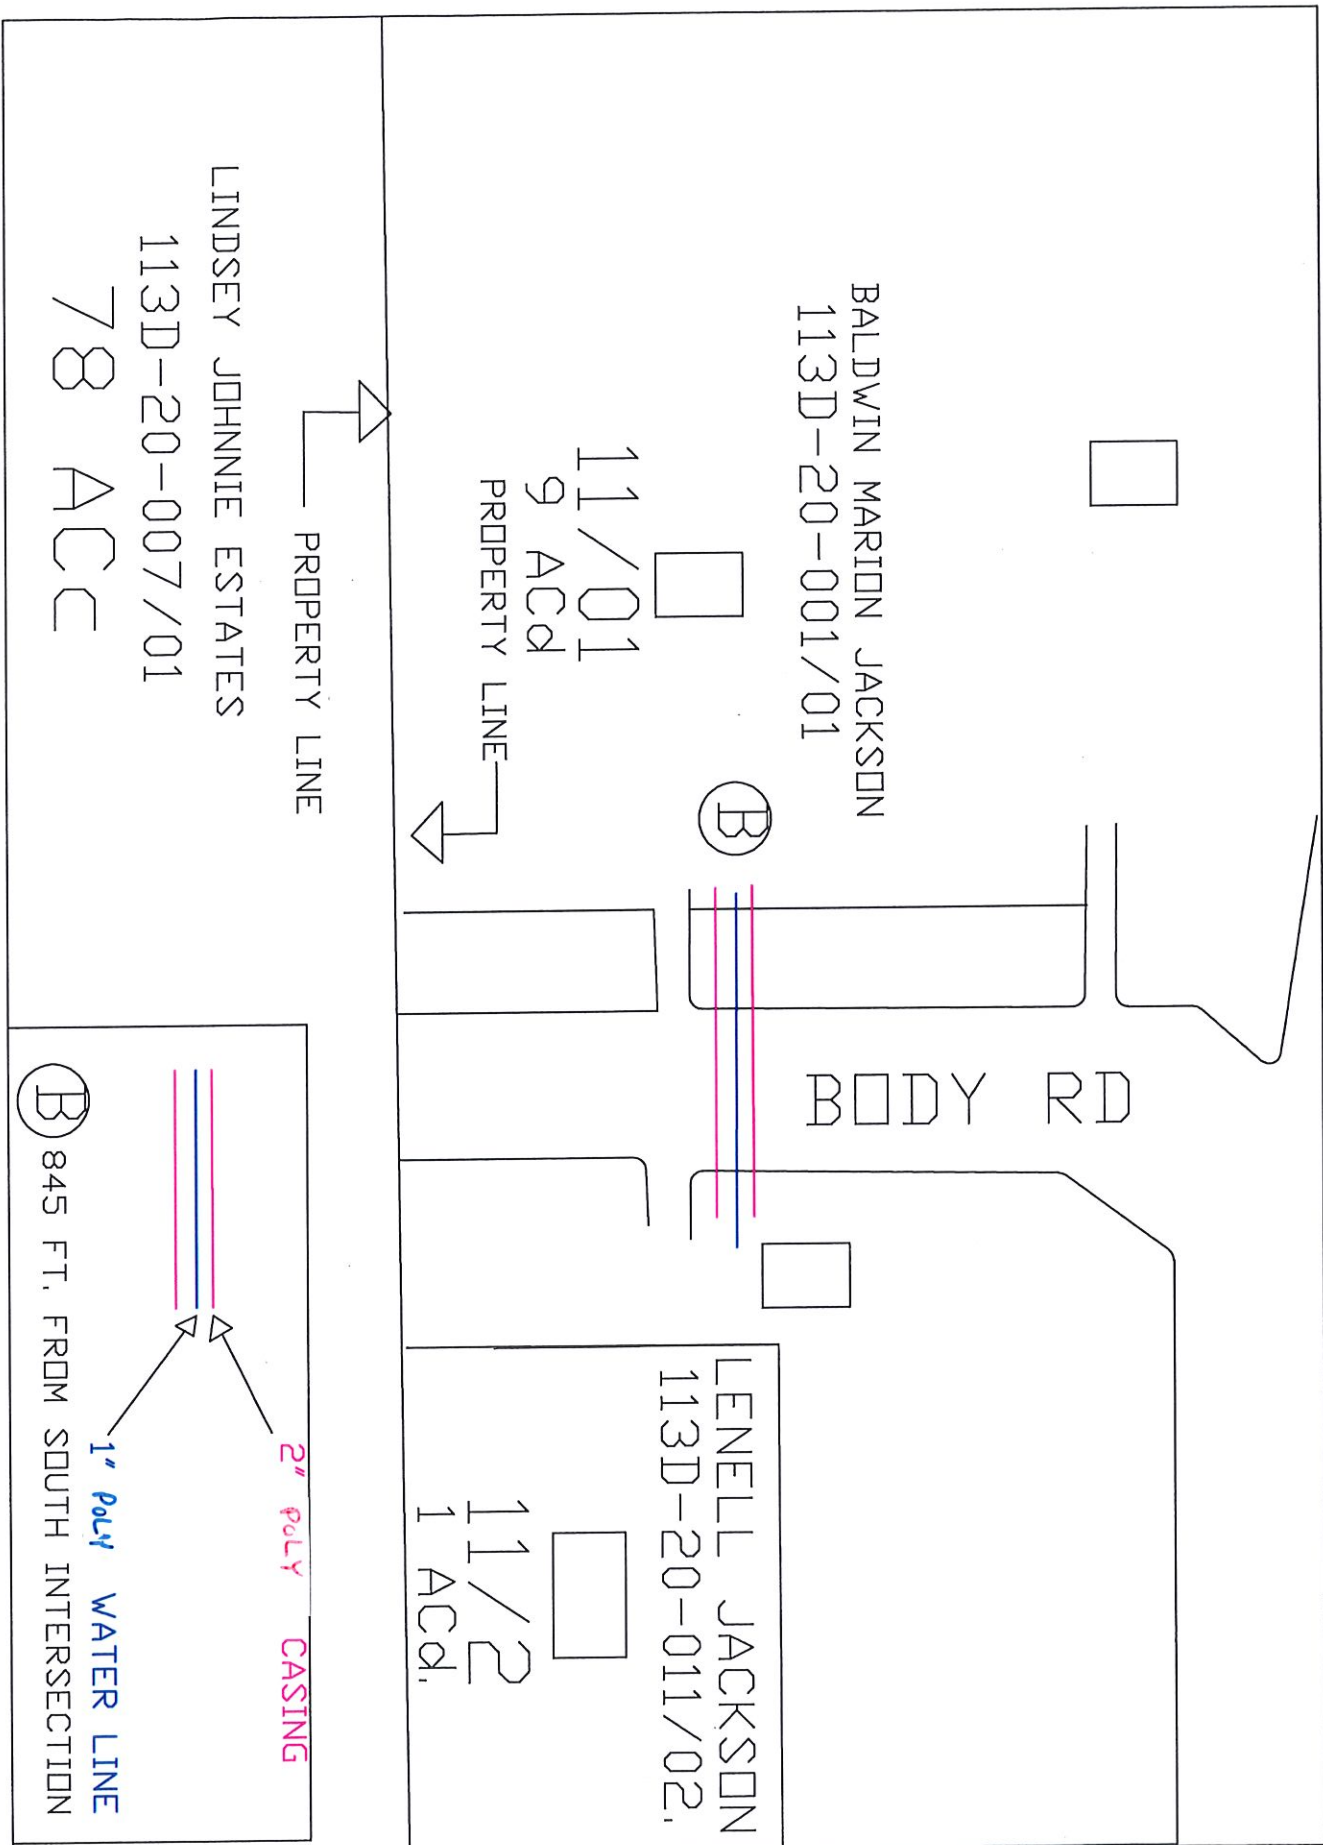 BALDWIN MARION JACKSON
113D-20-001/01
11/01
9 ACd
PROPERTY LINE
B
BODY RD
LENELL JACKSON
113D-20-011/02.
11/2
1 ACd.
PROPERTY LINE
LINDSEY JOHNNIE ESTATES
113D-20-007/01
78 ACC
2" POLY CASING
1" POLY WATER LINE
B 845 FT. FROM SOUTH INTERSECTION